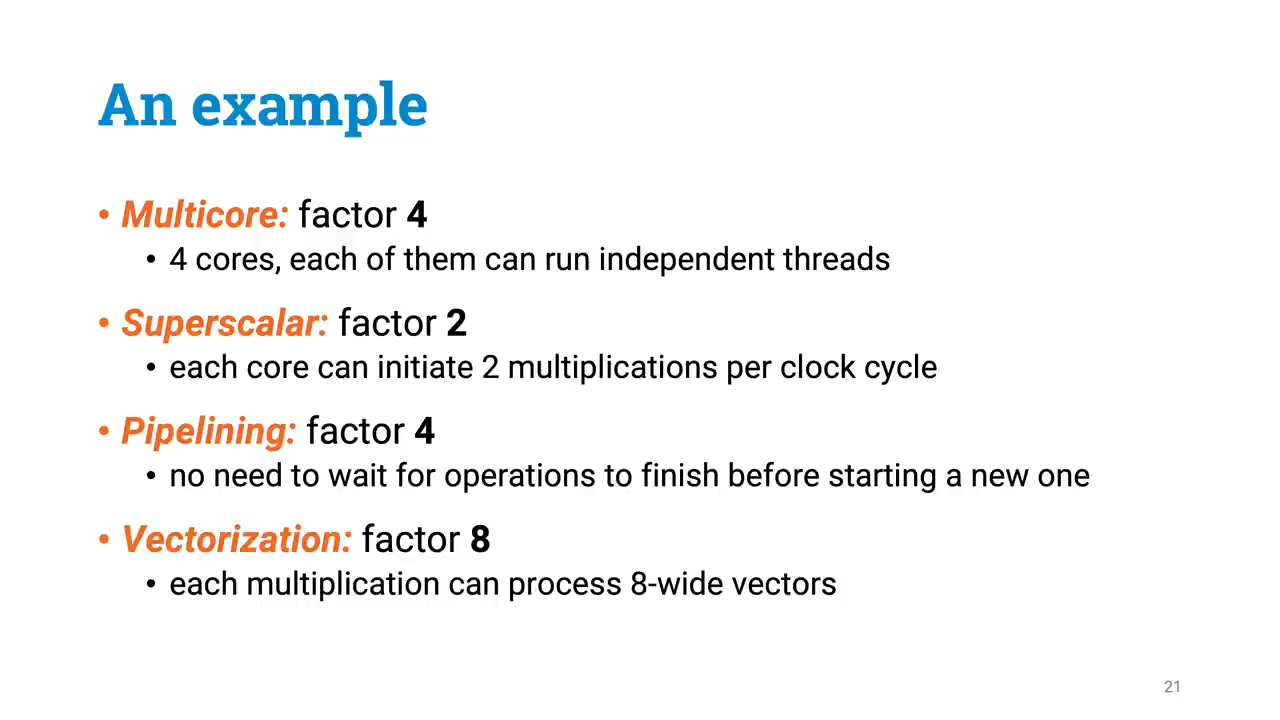 An example
• Multicore: factor 4
• 4 cores, each of them can run independent threads
• Superscalar: factor 2
• each core can initiate 2 multiplications per clock cycle
• Pipelining: factor 4
• no need to wait for operations to finish before starting a new one
• Vectorization: factor 8
• each multiplication can process 8-wide vectors
21